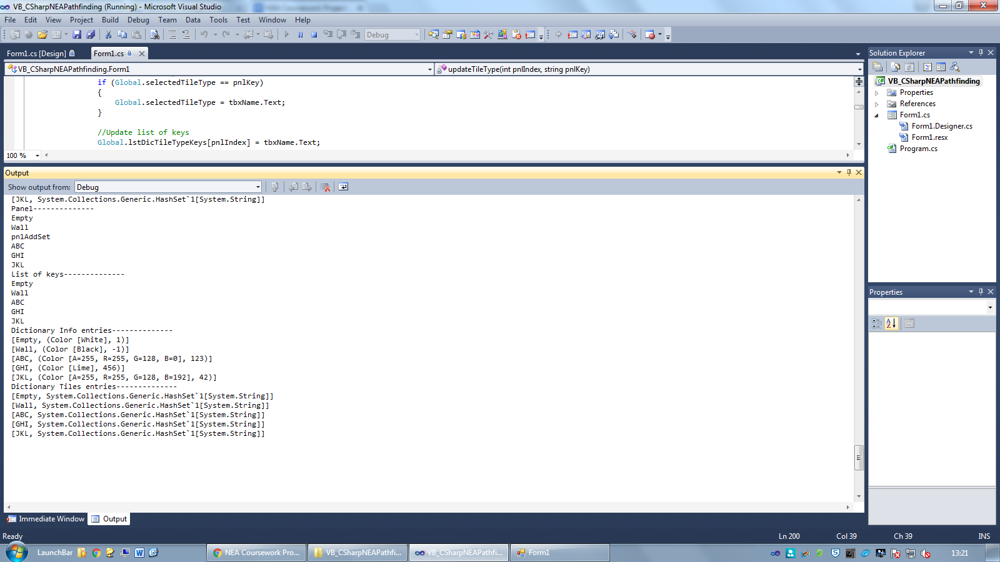 VB_CSharpNEAPathfinding (Running) - Microsoft Visual Studio
File Edit View Project Build Debug Team Data Tools Test Window Help
Debug
Form1.cs [Design] Form1.cs
VB_CSharpNEAPathfinding.Form1 updateTileType(int pnlIndex, string pnlKey)
if (Global.selectedTileType == pnlKey)
{
Global.selectedTileType = tbxName.Text;
}
//Update list of keys
Global.lstDicTileTypeKeys[pnlIndex] = tbxName.Text;
100 %
Output
Show output from: Debug
[JKL, System.Collections.Generic.HashSet`1[System.String]]
Panel--------------
Empty
Wall
pnlAddSet
ABC
GHI
JKL
List of keys--------------
Empty
Wall
ABC
GHI
JKL
Dictionary Info entries--------------
[Empty, (Color [White], 1)]
[Wall, (Color [Black], -1)]
[ABC, (Color [A=255, R=255, G=128, B=0], 123)]
[GHI, (Color [Lime], 456)]
[JKL, (Color [A=255, R=255, G=128, B=192], 42)]
Dictionary Tiles entries--------------
[Empty, System.Collections.Generic.HashSet`1[System.String]]
[Wall, System.Collections.Generic.HashSet`1[System.String]]
[ABC, System.Collections.Generic.HashSet`1[System.String]]
[GHI, System.Collections.Generic.HashSet`1[System.String]]
[JKL, System.Collections.Generic.HashSet`1[System.String]]
Immediate Window Output
Solution Explorer
VB_CSharpNEAPathfinding
Properties
References
Form1.cs
Form1.Designer.cs
Form1.resx
Program.cs
Properties
Ready Ln 200 Col 39 Ch 39 INS
LaunchBar NEA Coursework Pro... VB_CSharpNEAPathfi... VB_CSharpNEAPathfi... Form1 13:21